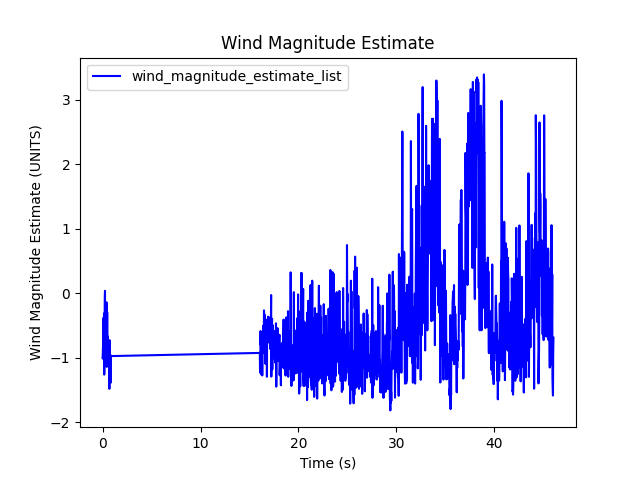 Wind Magnitude Estimate
wind_magnitude_estimate_list
Wind Magnitude Estimate (UNITS)
3
2
1
0
−1
−2
0 10 20 30 40
Time (s)